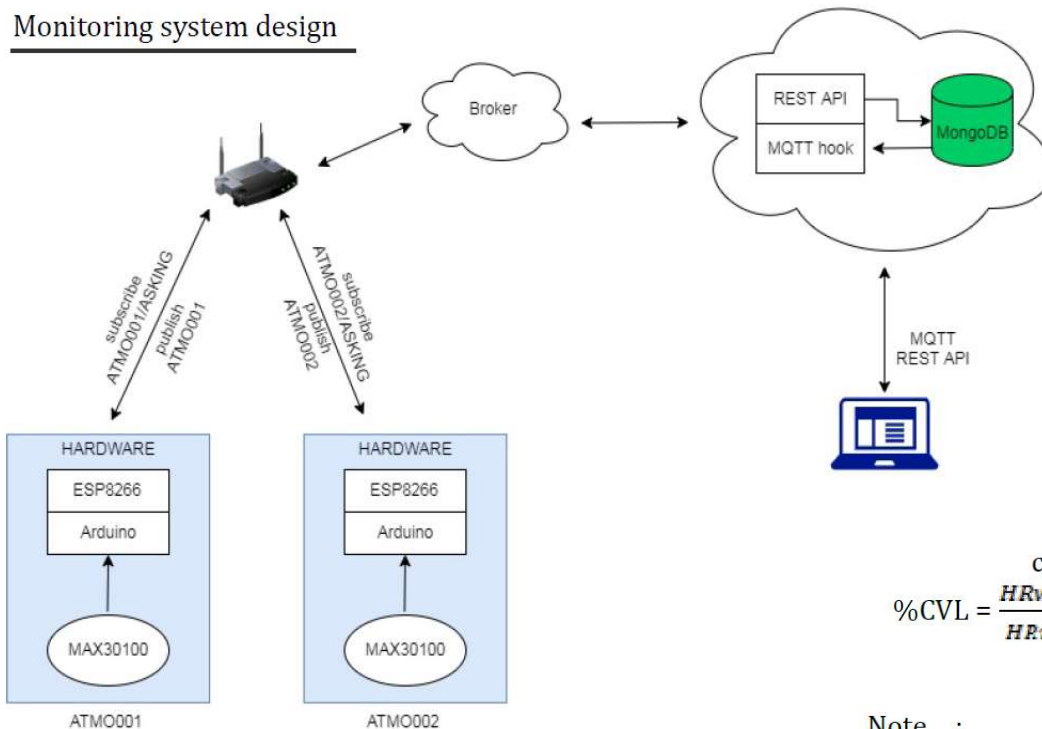 Monitoring system design
Broker
REST API
MQTT hook
MongoDB
subscribe
ATMO001/ASKING
publish
ATMO001
subscribe
ATMO002/ASKING
publish
ATMO002
MQTT
REST API
HARDWARE
ESP8266
Arduino
MAX30100
ATMO001
HARDWARE
ESP8266
Arduino
MAX30100
ATMO002
%CVL =
Note :